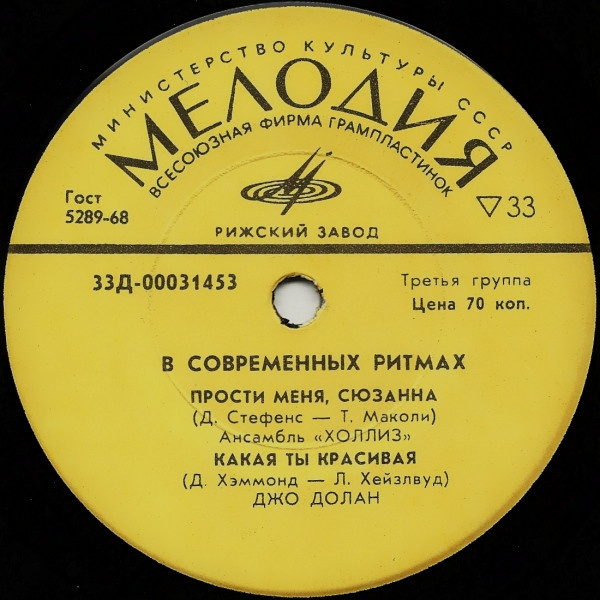 МИНИСТЕРСТВО КУЛЬТУРЫ СССР
МЕЛОДИЯ
ВСЕСОЮЗНАЯ ФИРМА ГРАМПЛАСТИНОК
Гост
5289-68
▽33
РИЖСКИЙ ЗАВОД
33Д-00031453
Третья группа
Цена 70 коп.
В СОВРЕМЕННЫХ РИТМАХ
ПРОСТИ МЕНЯ, СЮЗАННА
(Д. Стефенс — Т. Маколи)
Ансамбль «ХОЛЛИЗ»
КАКАЯ ТЫ КРАСИВАЯ
(Д. Хэммонд — Л. Хейзлвуд)
ДЖО ДОЛАН